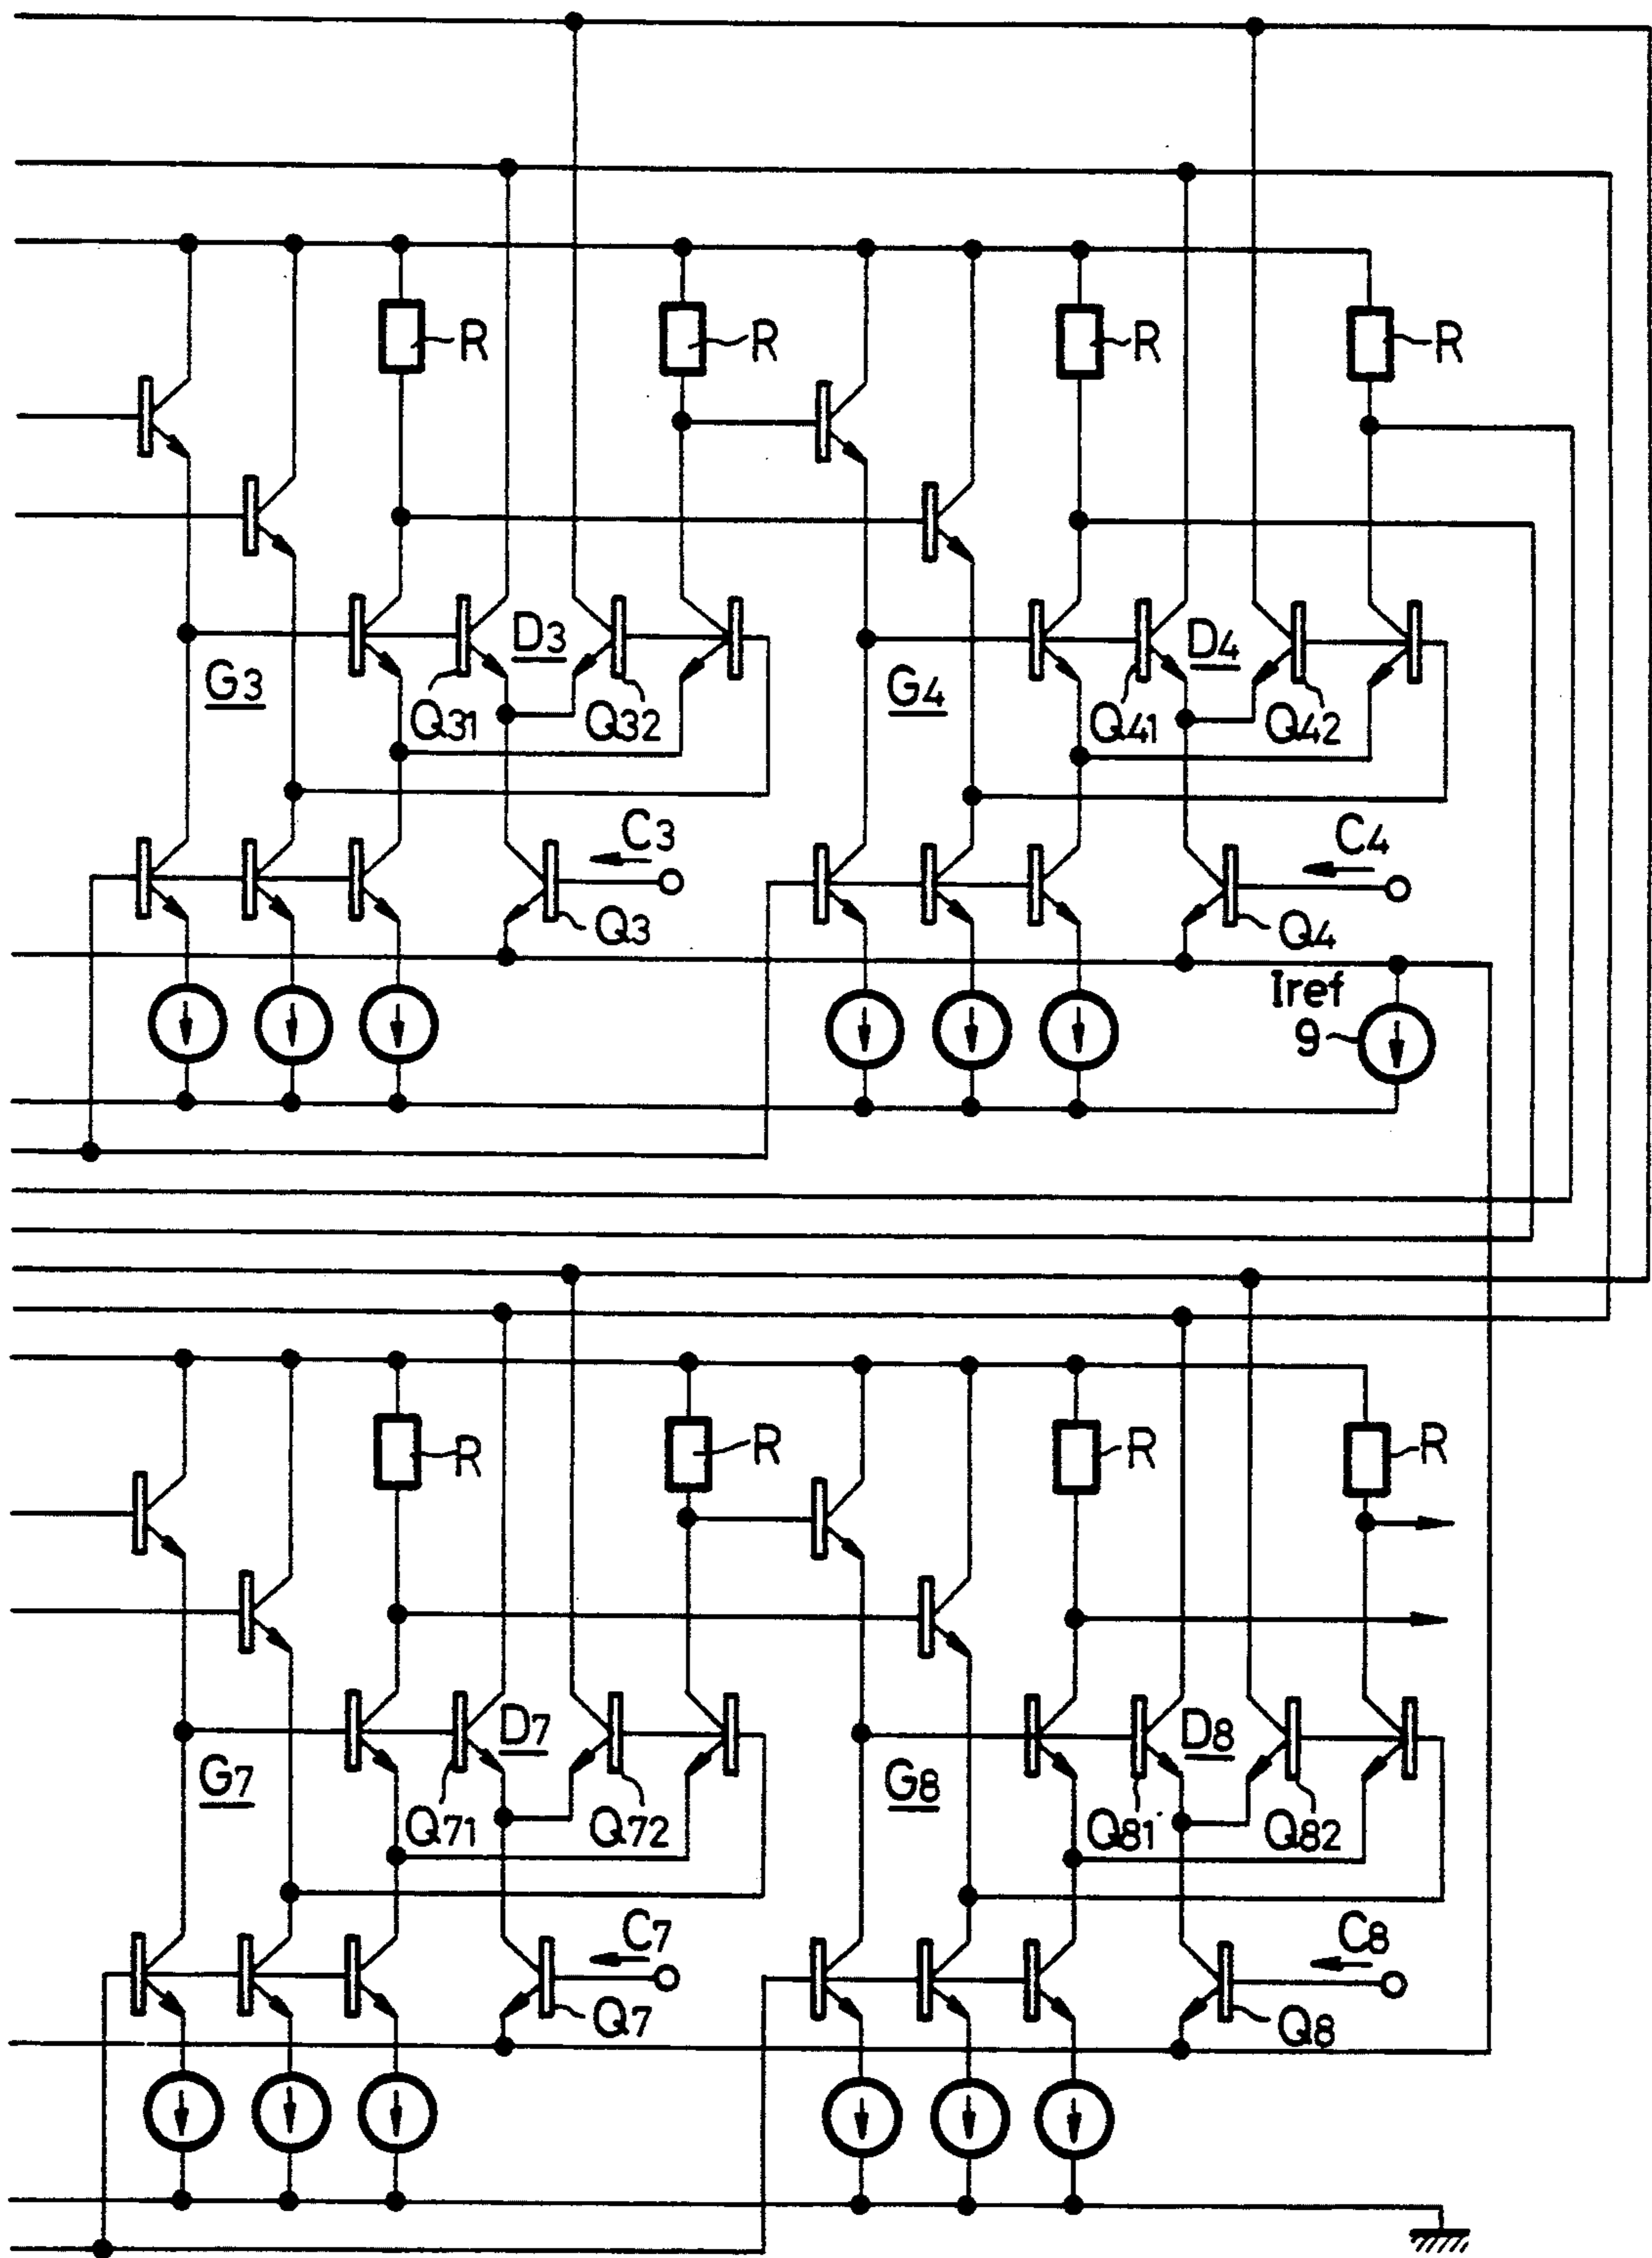 R R R R
D3 D4
G3 G4
Q31 Q32 Q41 Q42
C3 C4
Q3 Q4
Iref
9
R R R R
D7 D8
G7 G8
Q71 Q72 Q81 Q82
C7 C8
Q7 Q8